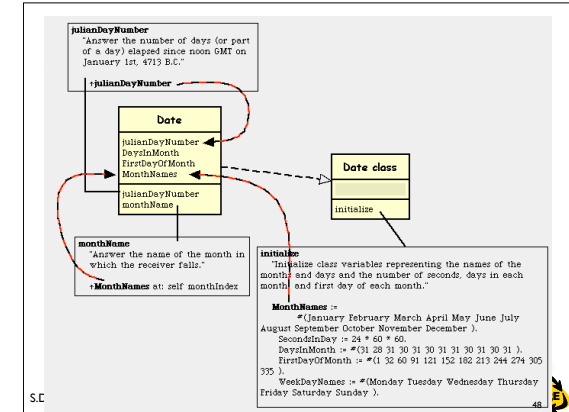 julianDayNumber
"Answer the number of days (or part
of a day) elapsed since noon GMT on
January 1st, 4713 B.C."
↑julianDayNumber
Date
julianDayNumber
DaysInMonth
FirstDayOfMonth
MonthNames
julianDayNumber
monthName
Date class
initialize
monthName
"Answer the name of the month in
which the receiver falls."
↑MonthNames at: self monthIndex
initialize
"Initialize class variables representing the names of the
months and days and the number of seconds, days in each
month, and first day of each month."
MonthNames :=
#(January February March April May June July
August September October November December ).
SecondsInDay := 24 * 60 * 60.
DaysInMonth := #(31 28 31 30 31 30 31 31 30 31 30 31 ).
FirstDayOfMonth := #(1 32 60 91 121 152 182 213 244 274 305
335 ).
WeekDayNames := #(Monday Tuesday Wednesday Thursday
Friday Saturday Sunday ).
S.D
E
48